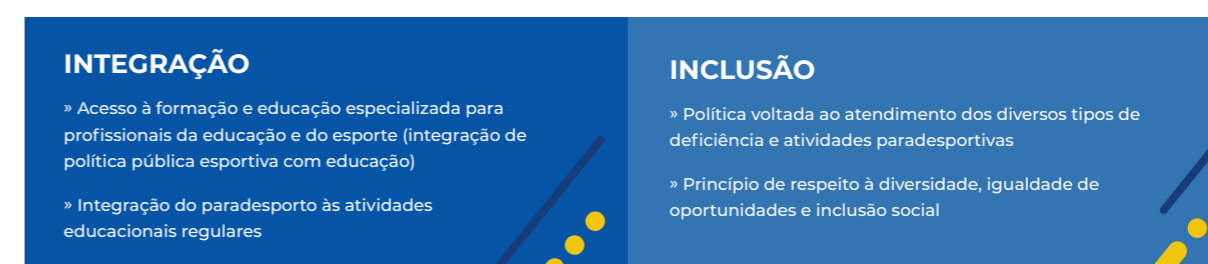 INTEGRAÇÃO
» Acesso à formação e educação especializada para
profissionais da educação e do esporte (integração de
política pública esportiva com educação)
» Integração do paradesporto às atividades
educacionais regulares
INCLUSÃO
» Política voltada ao atendimento dos diversos tipos de
deficiência e atividades paradesportivas
» Princípio de respeito à diversidade, igualdade de
oportunidades e inclusão social